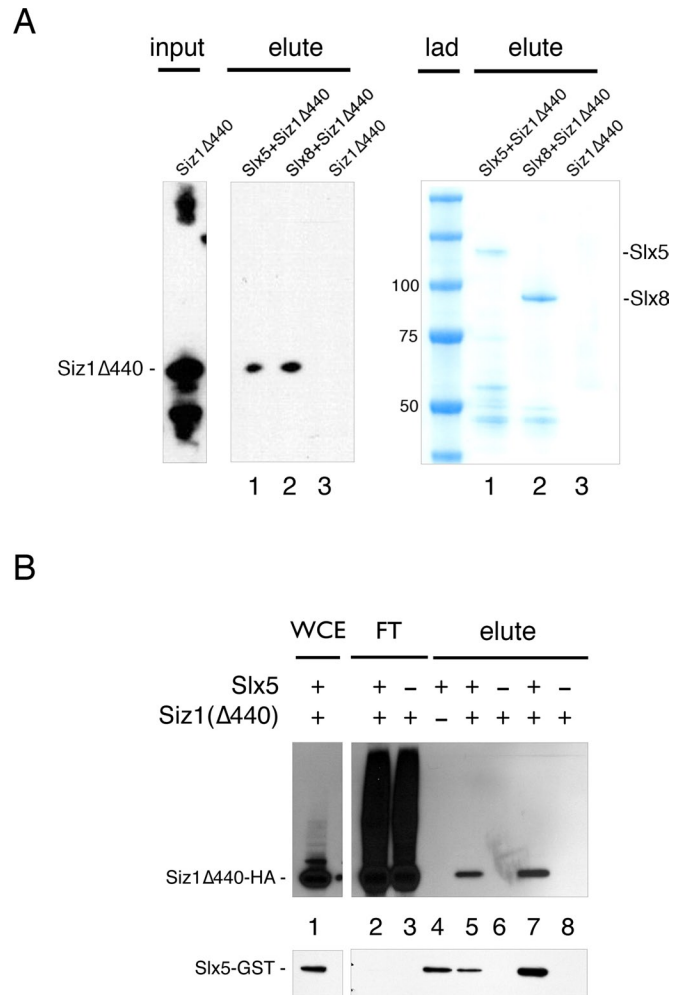 A
input elute lad elute
Siz1Δ440 Slx5+Siz1Δ440 Slx8+Siz1Δ440 Siz1Δ440 Slx5+Siz1Δ440 Slx8+Siz1Δ440 Siz1Δ440
-Slx5
100
-Slx8
75
Siz1Δ440 -
50
1 2 3 1 2 3
B
WCE FT elute
Slx5 + + – + + – + –
Siz1(Δ440) + + + – + + + +
Siz1Δ440-HA -
1 2 3 4 5 6 7 8
Slx5-GST -